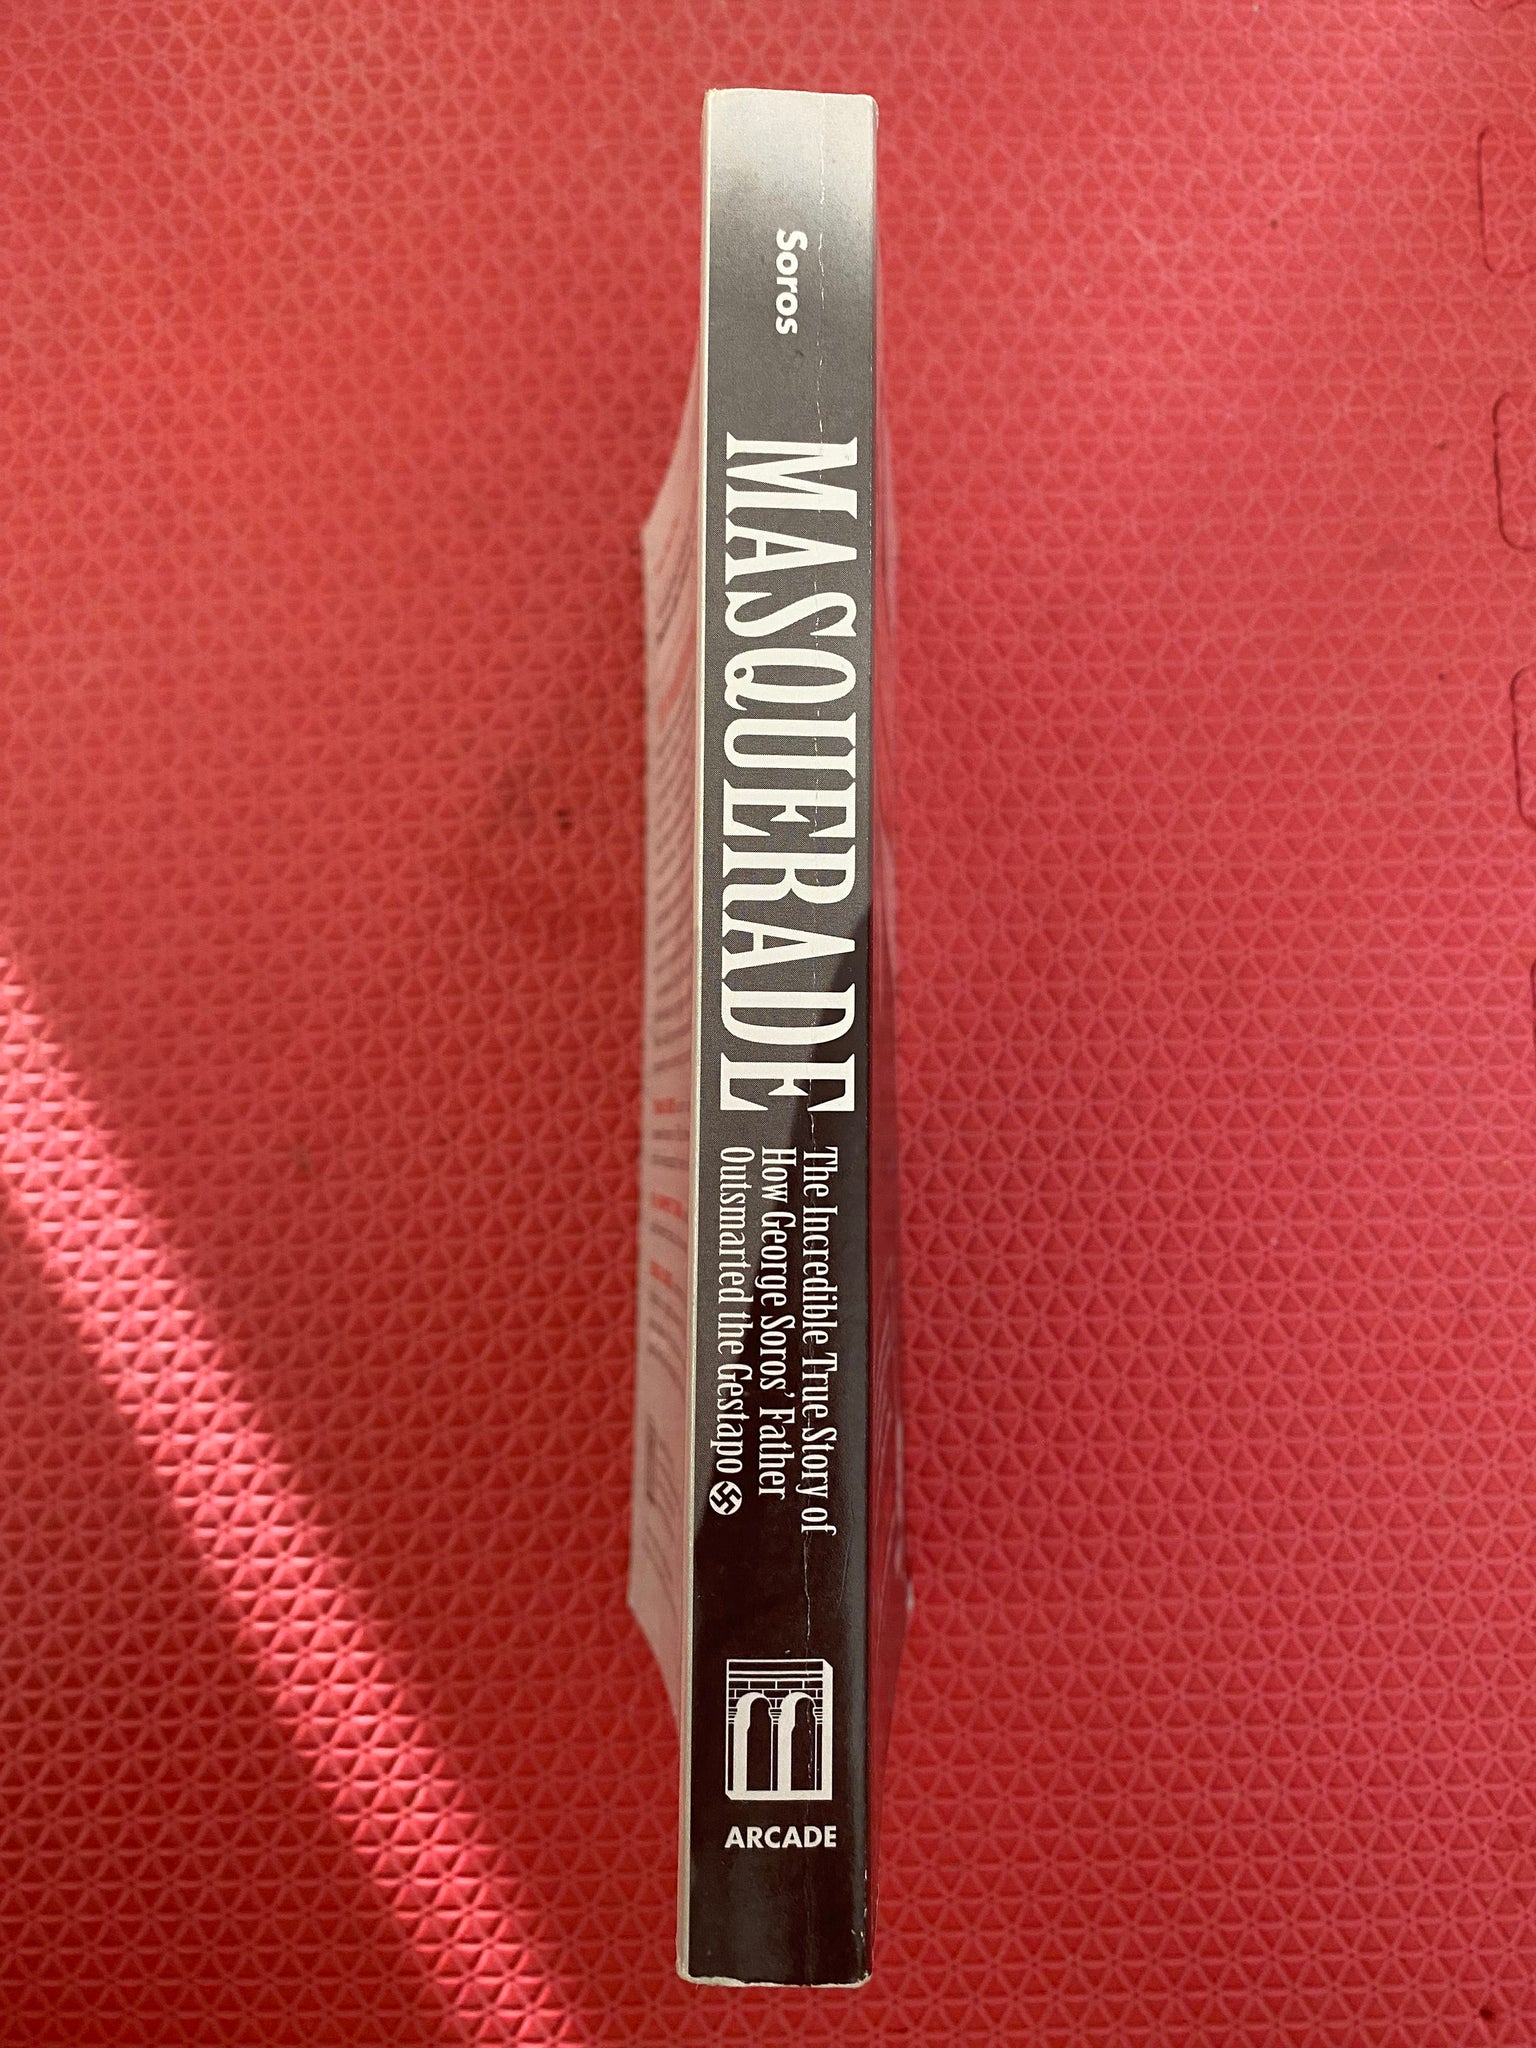 Soros
MASQUERADE
The Incredible True Story of
How George Soros' Father
Outsmarted the Gestapo
ARCADE